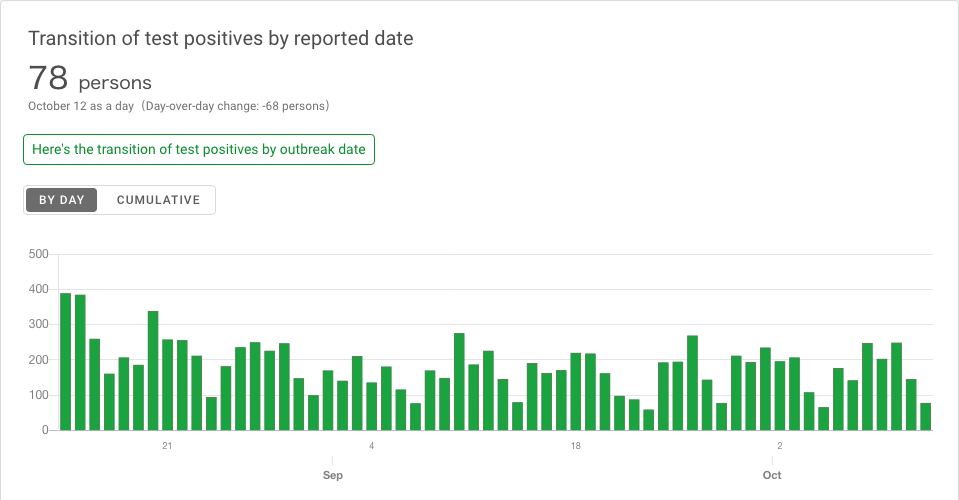 Transition of test positives by reported date
78 persons
October 12 as a day（Day-over-day change: -68 persons）
Here's the transition of test positives by outbreak date
BY DAY CUMULATIVE
500
400
300
200
100
0
21 4 18 2
Sep Oct